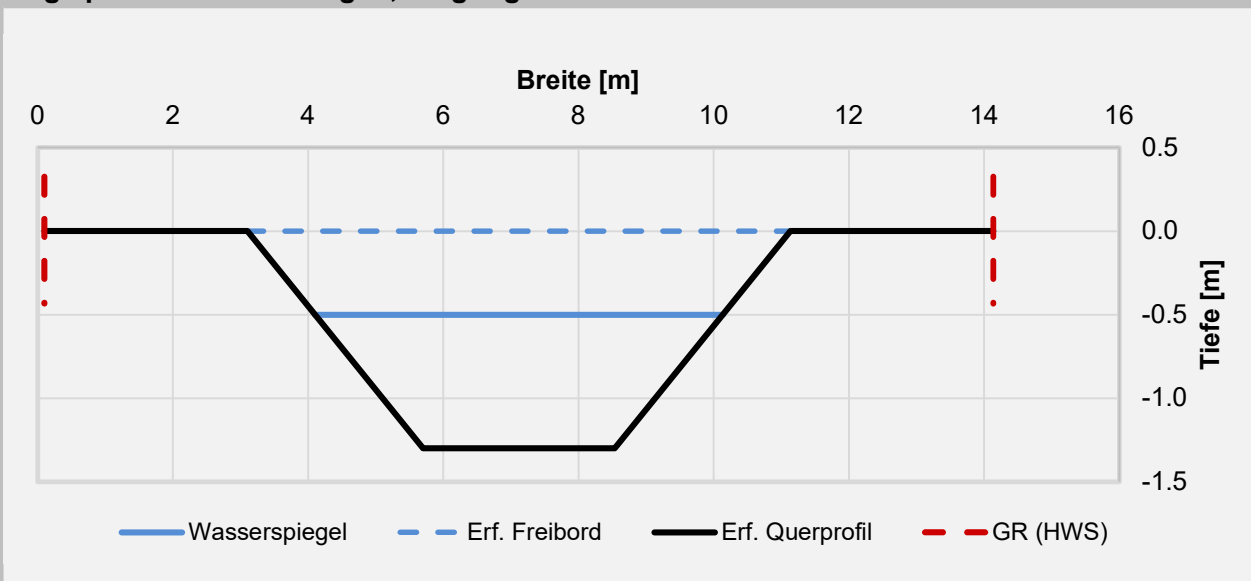 Breite [m]
0 2 4 6 8 10 12 14 16
0.5
0.0
-0.5
-1.0
-1.5
Tiefe [m]
Wasserspiegel Erf. Freibord Erf. Querprofil GR (HWS)